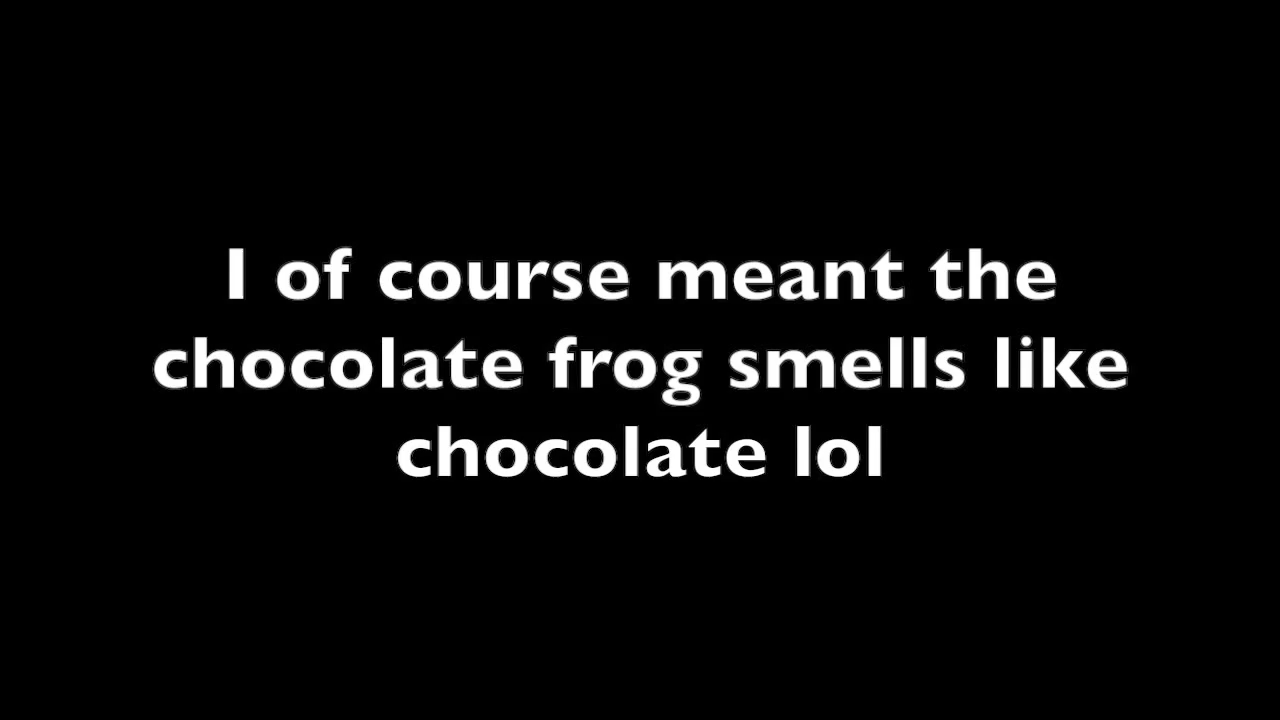 I of course meant the
chocolate frog smells like
chocolate lol